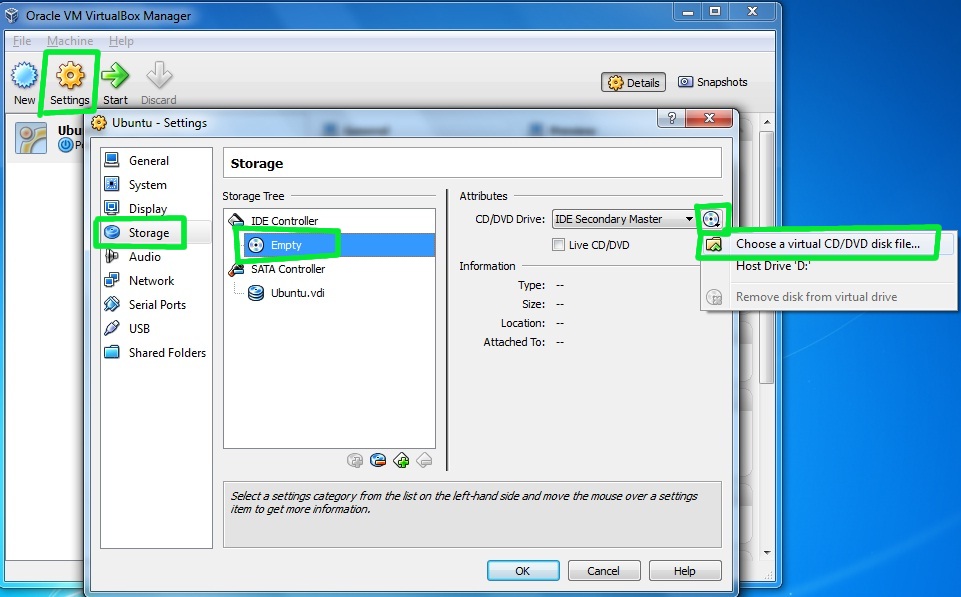 Oracle VM VirtualBox Manager
File Machine Help
New Settings Start Discard
Details Snapshots
Ubuntu - Settings
?
General
System
Display
Storage
Audio
Network
Serial Ports
USB
Shared Folders
Storage
Storage Tree
IDE Controller
Empty
SATA Controller
Ubuntu.vdi
Attributes
CD/DVD Drive: IDE Secondary Master
Live CD/DVD
Information
Type: --
Size: --
Location: --
Attached To: --
Choose a virtual CD/DVD disk file...
Host Drive 'D:'
Remove disk from virtual drive
Select a settings category from the list on the left-hand side and move the mouse over a settings
item to get more information.
OK Cancel Help